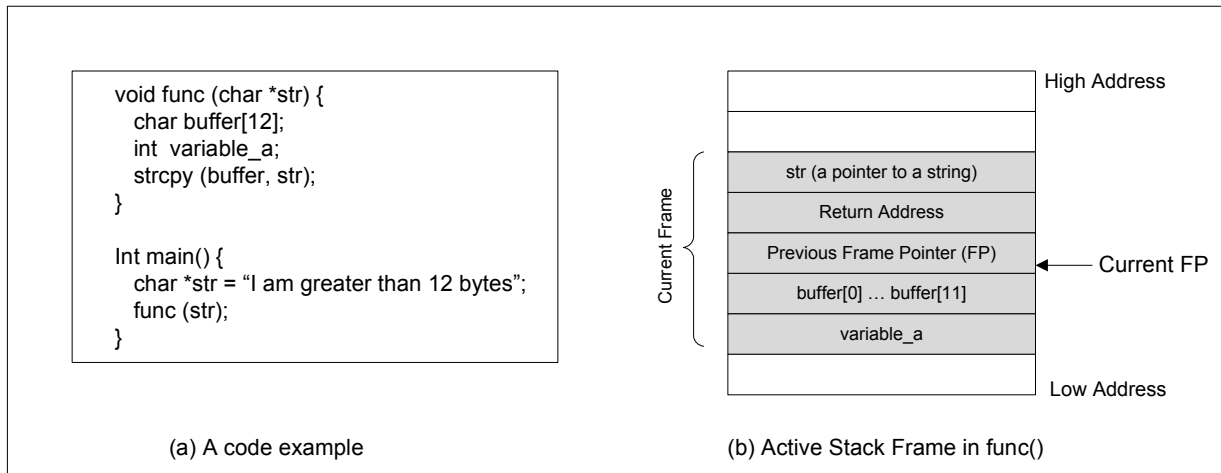 void func (char *str) {
char buffer[12];
int variable_a;
strcpy (buffer, str);
}
Int main() {
char *str = “I am greater than 12 bytes”;
func (str);
}
(a) A code example
High Address
Current Frame
str (a pointer to a string)
Return Address
Previous Frame Pointer (FP)
Current FP
buffer[0] … buffer[11]
variable_a
Low Address
(b) Active Stack Frame in func()